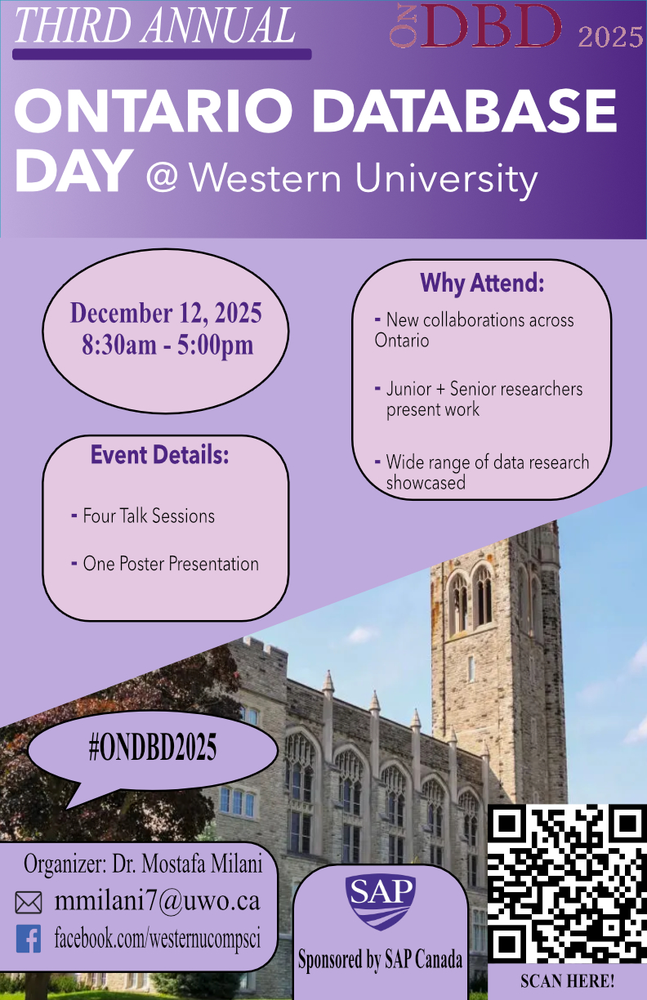 THIRD ANNUAL
ON DBD 2025
ONTARIO DATABASE
DAY @ Western University
December 12, 2025
8:30am - 5:00pm
Why Attend:
- New collaborations across
Ontario
- Junior + Senior researchers
present work
- Wide range of data research
showcased
Event Details:
- Four Talk Sessions
- One Poster Presentation
#ONDBD2025
Organizer: Dr. Mostafa Milani
mmilani7@uwo.ca
facebook.com/westernucompsci
SAP
Sponsored by SAP Canada
SCAN HERE!